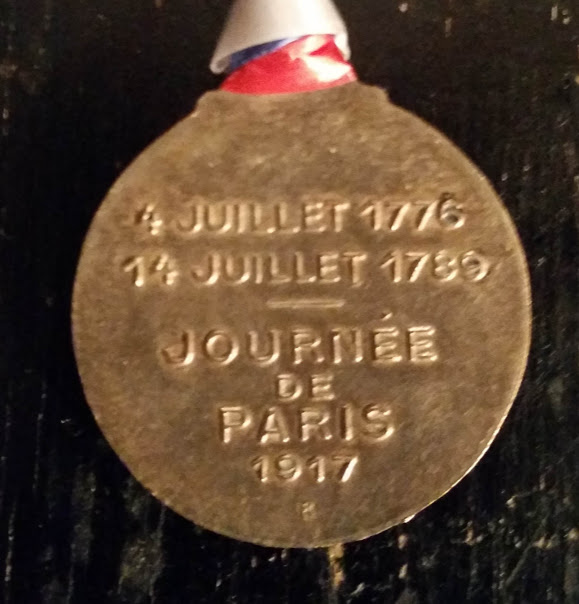 4 JUILLET 1776
14 JUILLET 1789
JOURNÉE
DE
PARIS
1917